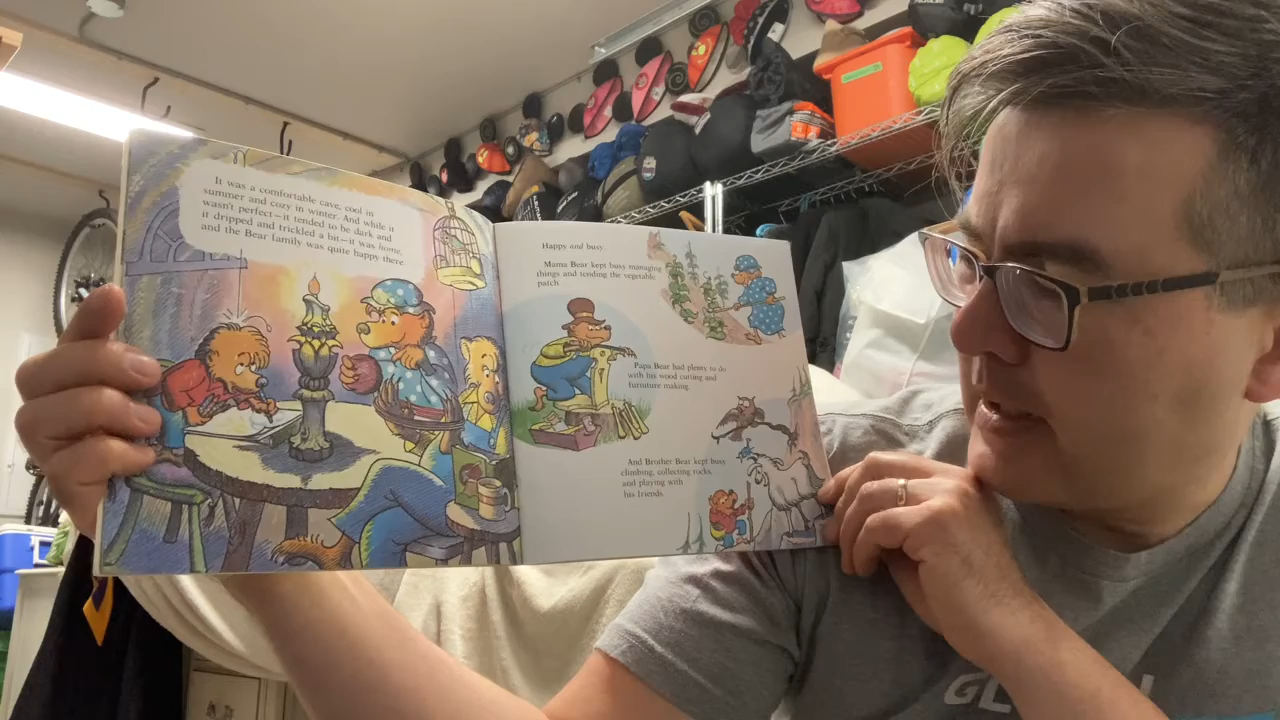 It was a comfortable cave, cool in
summer and cozy in winter. And while it
wasn't perfect—it tended to be dark and
it dripped and trickled a bit—it was home,
and the Bear family was quite happy there
Happy and busy.
Mama Bear kept busy managing
things and tending the vegetable
patch
Papa Bear had plenty to do
with his wood cutting and
furniture making.
And Brother Bear kept busy
climbing, collecting rocks,
and playing with
his friends.